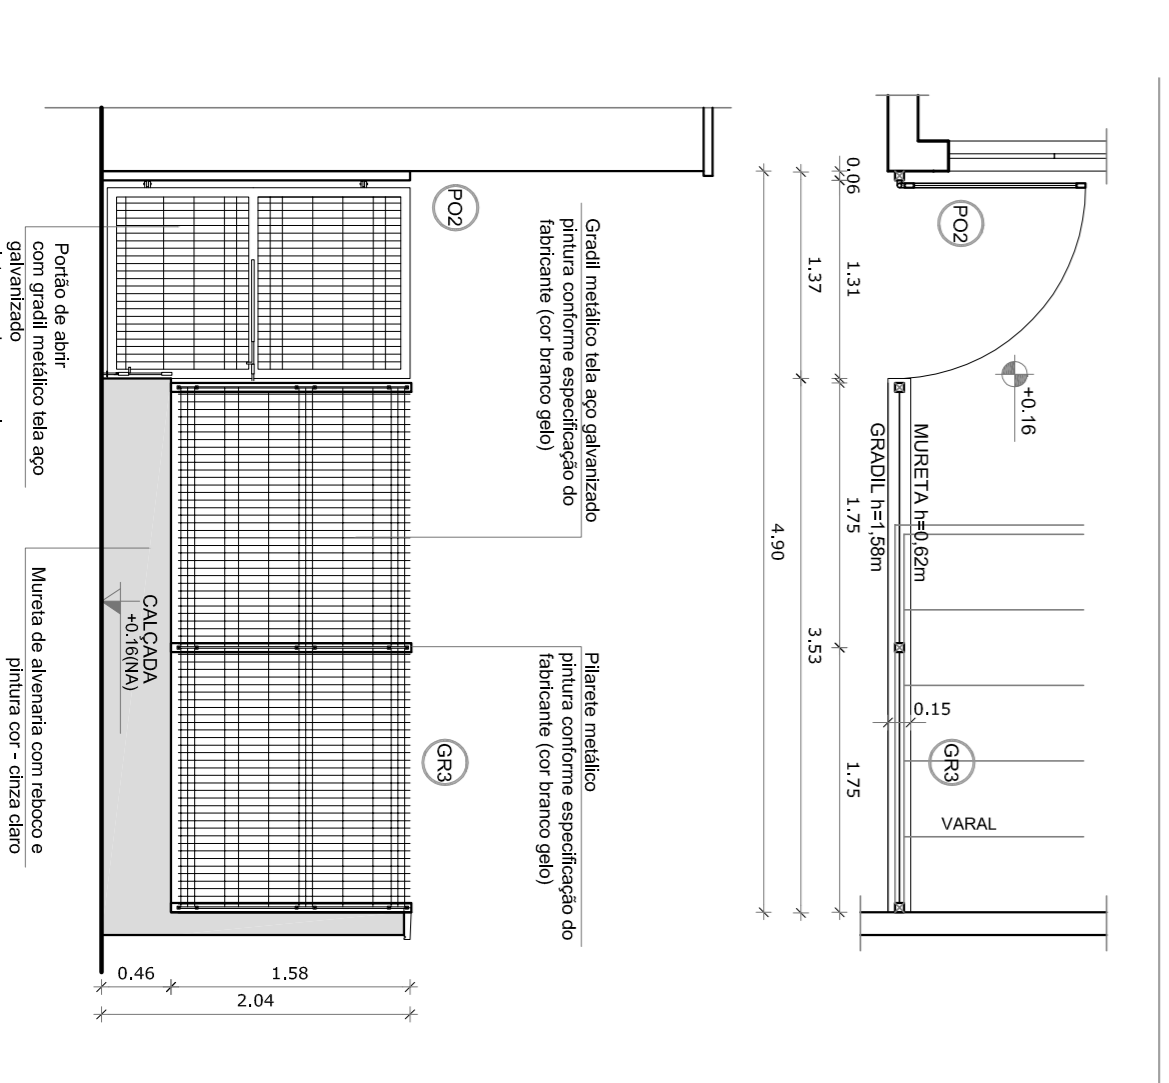 PO2
0.06
1.31
1.37
+0.16
MURETA h=0,62m
GRADIL h=1,58m
1.75
4.90
3.53
0.15
GR3
1.75
VARAL
PO2
Gradil metálico tela aço galvanizado
pintura conforme especificação do
fabricante (cor branco gelo)
Pilarete metálico
pintura conforme especificação do
fabricante (cor branco gelo)
GR3
CALÇADA
+0.16(NA)
Portão de abrir
com gradil metálico tela aço
galvanizado
Mureta de alvenaria com reboco e
pintura cor - cinza claro
0.46
1.58
2.04